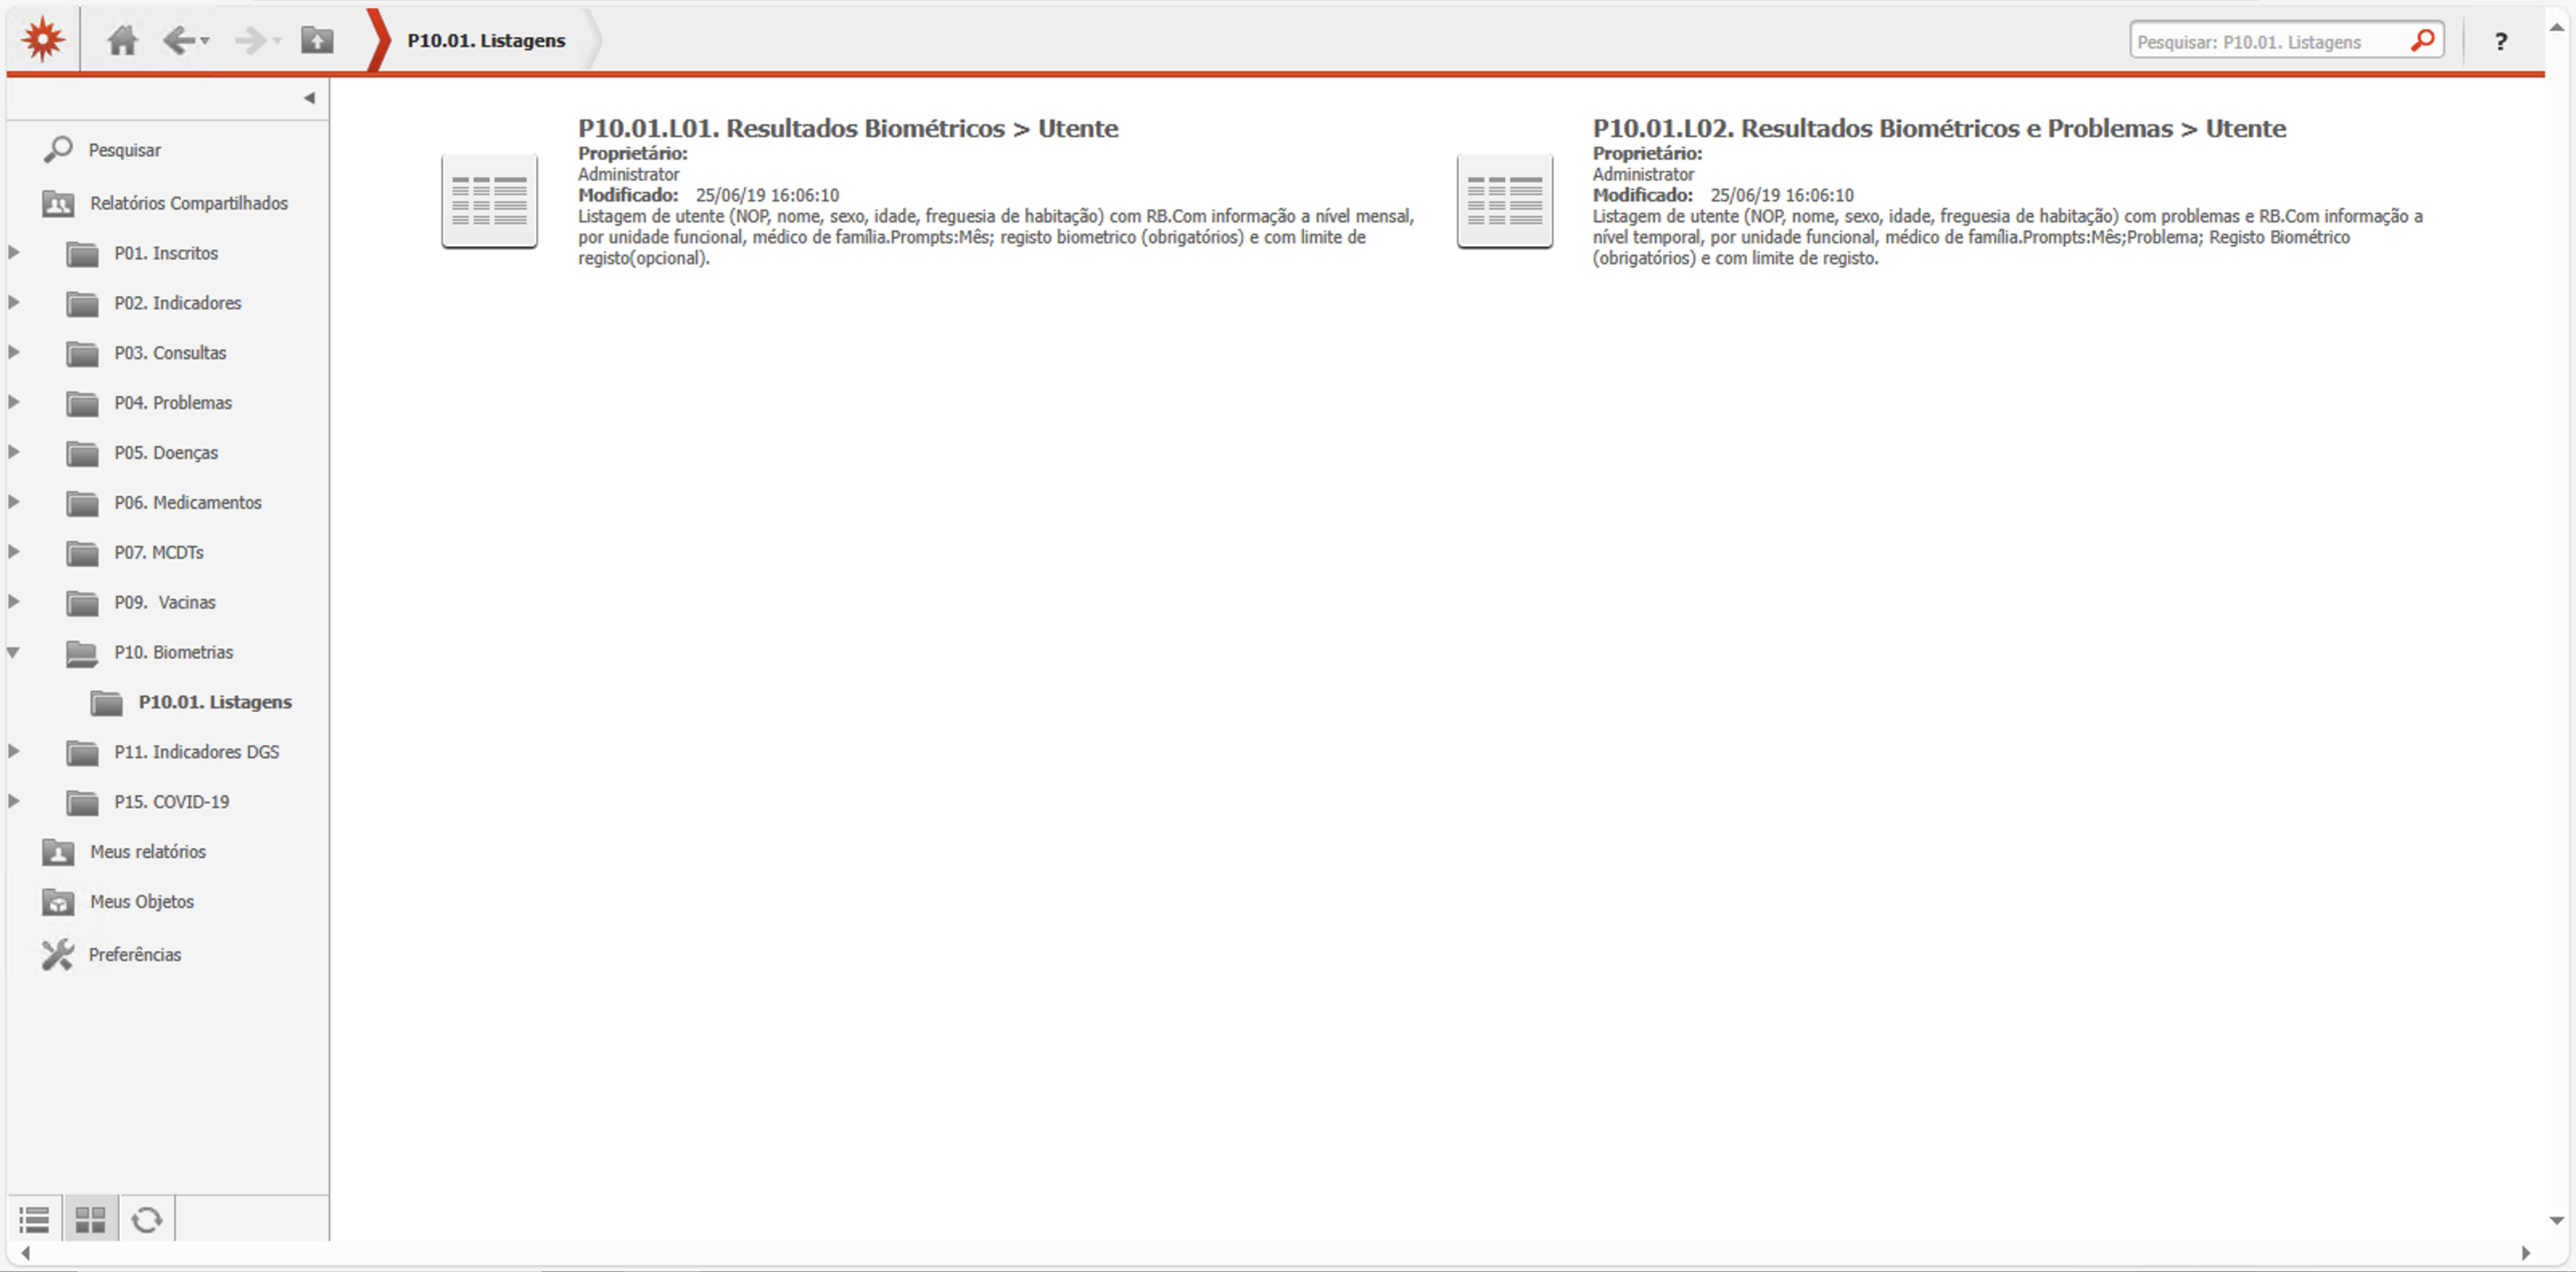 P10.01. Listagens
Pesquisar: P10.01. Listagens
?
Pesquisar
Relatórios Compartilhados
P01. Inscritos
P02. Indicadores
P03. Consultas
P04. Problemas
P05. Doenças
P06. Medicamentos
P07. MCDTs
P09.  Vacinas
P10. Biometrias
P10.01. Listagens
P11. Indicadores DGS
P15. COVID-19
Meus relatórios
Meus Objetos
Preferências
P10.01.L01. Resultados Biométricos > Utente
Proprietário:
Administrator
Modificado: 25/06/19 16:06:10
Listagem de utente (NOP, nome, sexo, idade, freguesia de habitação) com RB.Com informação a nível mensal,
por unidade funcional, médico de família.Prompts:Mês; registo biometrico (obrigatórios) e com limite de
registo(opcional).
P10.01.L02. Resultados Biométricos e Problemas > Utente
Proprietário:
Administrator
Modificado: 25/06/19 16:06:10
Listagem de utente (NOP, nome, sexo, idade, freguesia de habitação) com problemas e RB.Com informação a
nível temporal, por unidade funcional, médico de família.Prompts:Mês;Problema; Registo Biométrico
(obrigatórios) e com limite de registo.